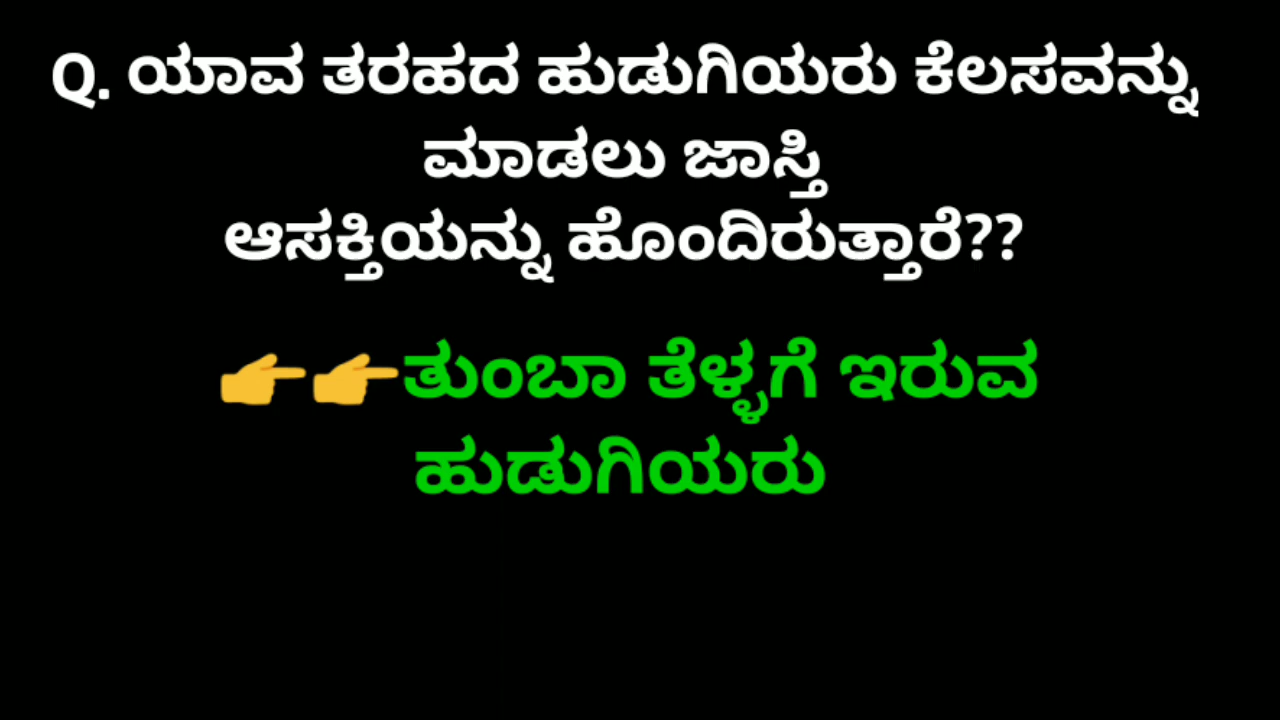 Q. ಯಾವ ತರಹದ ಹುಡುಗಿಯರು ಕೆಲಸವನ್ನು
ಮಾಡಲು ಜಾಸ್ತಿ
ಆಸಕ್ತಿಯನ್ನು ಹೊಂದಿರುತ್ತಾರೆ??
👉👉ತುಂಬಾ ತೆಳ್ಳಗೆ ಇರುವ
ಹುಡುಗಿಯರು